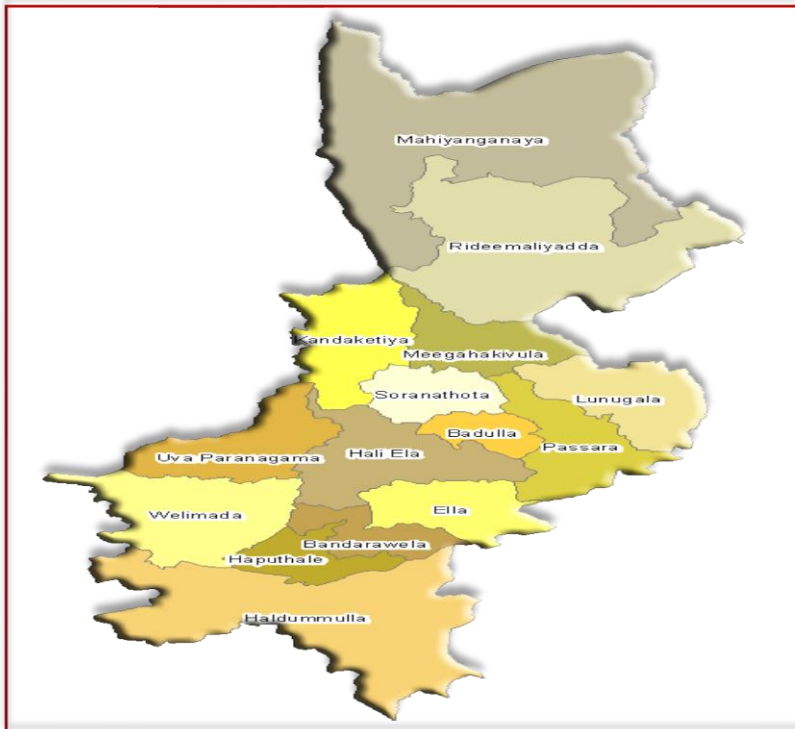 Mahiyanganaya
Rideemaliyadda
Kandaketiya
Meegahakivula
Soranathota
Lunugala
Badulla
Passara
Uva Paranagama
Hali Ela
Welimada
Ella
Bandarawela
Haputhale
Haldummulla